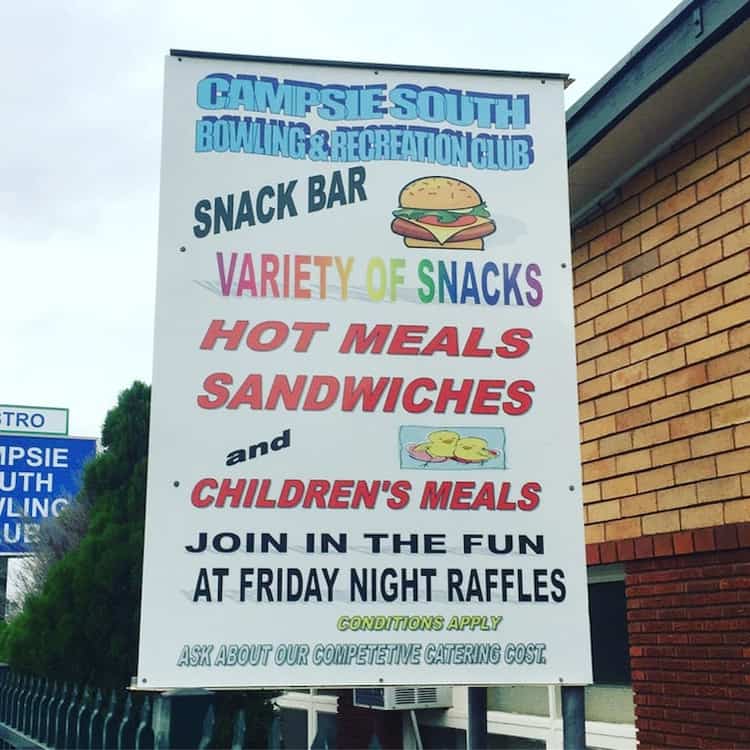 CAMPSIE SOUTH
BOWLING & RECREATION CLUB
SNACK BAR
VARIETY OF SNACKS
HOT MEALS
SANDWICHES
and
CHILDREN'S MEALS
JOIN IN THE FUN
AT FRIDAY NIGHT RAFFLES
CONDITIONS APPLY
ASK ABOUT OUR COMPETETIVE CATERING COST.
STRO
MPSIE
UTH
WLING
LUB